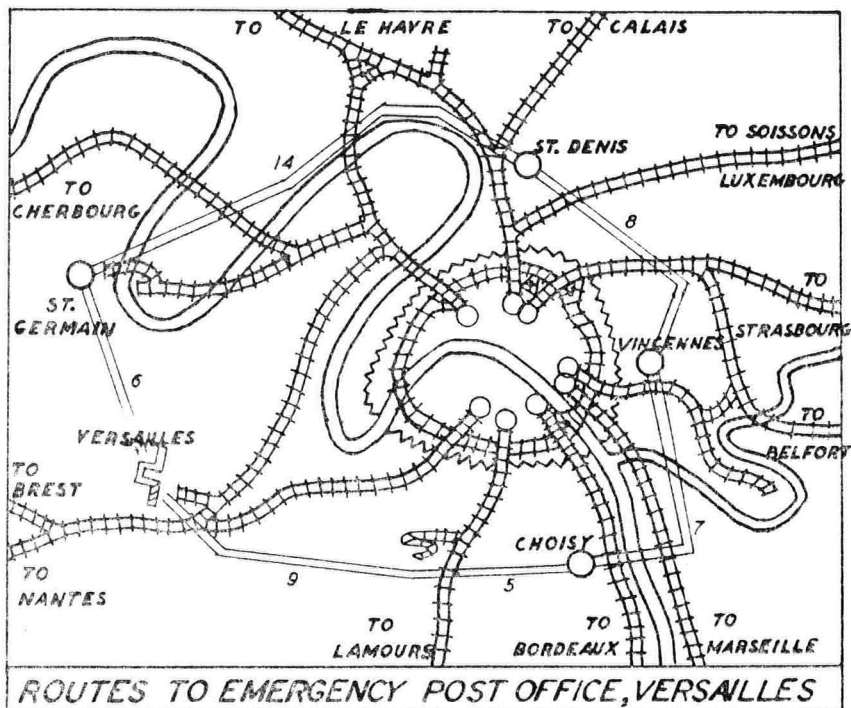 TO LE HAVRE TO CALAIS
14
ST. DENIS
TO SOISSONS
LUXEMBOURG
TO
CHERBOURG
8
ST.
GERMAIN
TO
STRASBOURG
VINCENNES
6
VERSAILLES
TO
BELFORT
TO
BREST
CHOISY
7
9
5
TO
NANTES
TO
LAMOURS
TO
BORDEAUX
TO
MARSEILLE
ROUTES TO EMERGENCY POST OFFICE, VERSAILLES